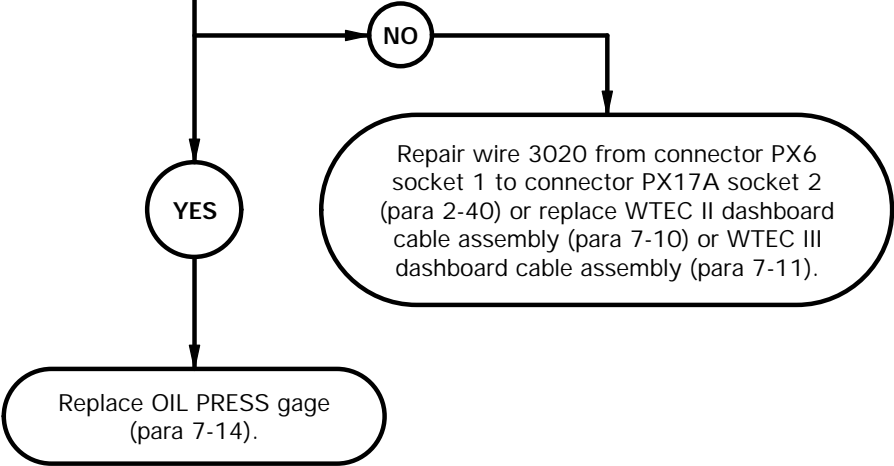 NO
Repair wire 3020 from connector PX6
socket 1 to connector PX17A socket 2
(para 2-40) or replace WTEC II dashboard
cable assembly (para 7-10) or WTEC III
dashboard cable assembly (para 7-11).
YES
Replace OIL PRESS gage
(para 7-14).